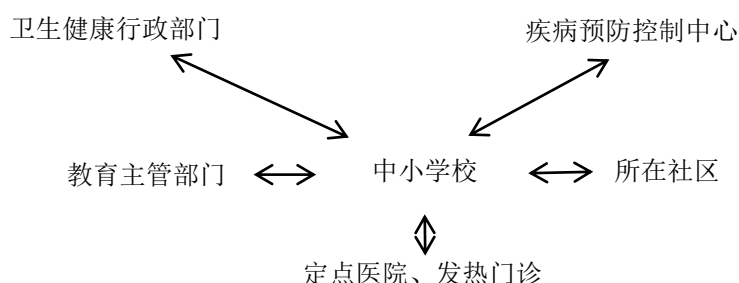 卫生健康行政部门
疾病预防控制中心
教育主管部门
中小学校
所在社区
定点医院、发热门诊